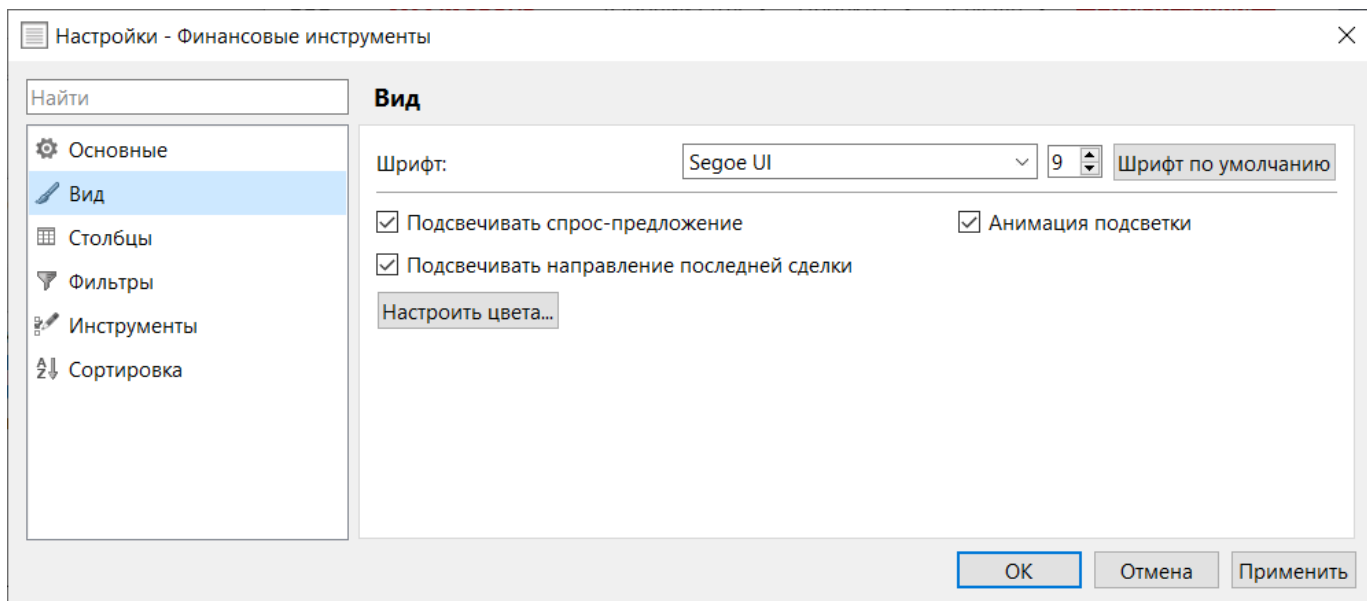 Настройки - Финансовые инструменты
Найти
Основные
Вид
Столбцы
Фильтры
Инструменты
Сортировка
Вид
Шрифт: Segoe UI 9 Шрифт по умолчанию
Подсвечивать спрос-предложение Анимация подсветки
Подсвечивать направление последней сделки
Настроить цвета...
OK Отмена Применить